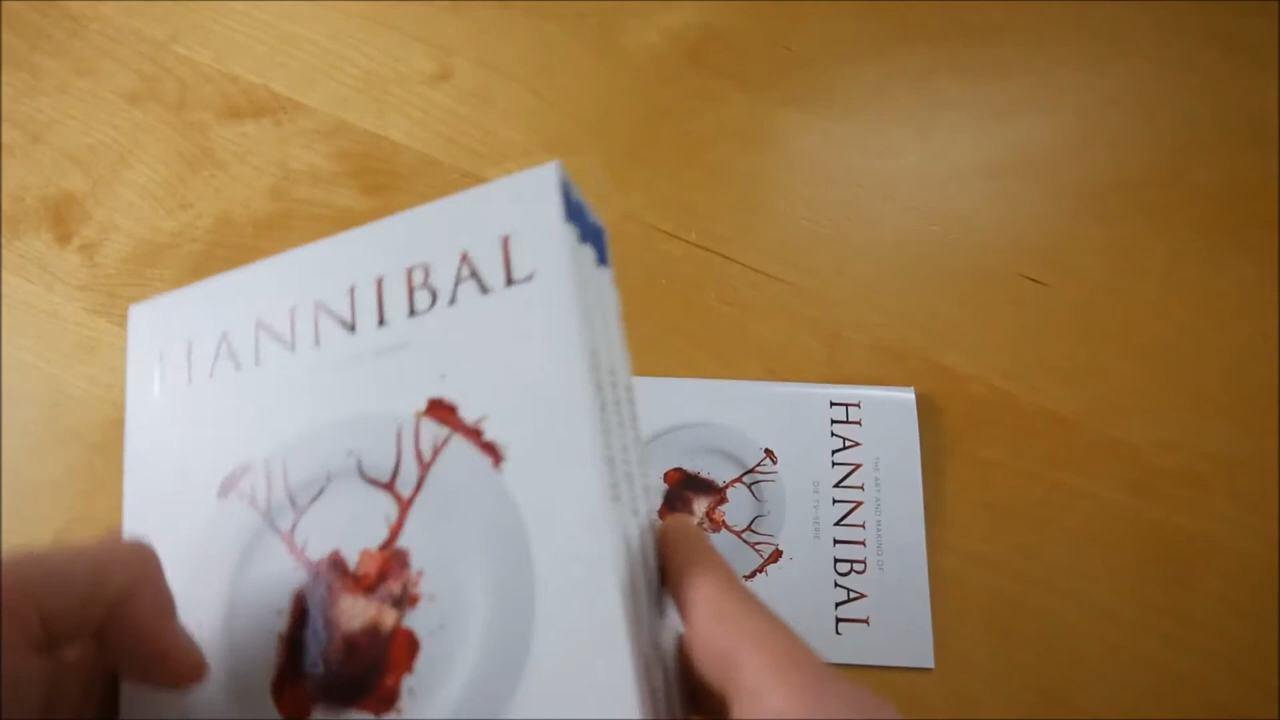 HANNIBAL
THE ART AND MAKING OF
HANNIBAL
DIE TV-SERIE